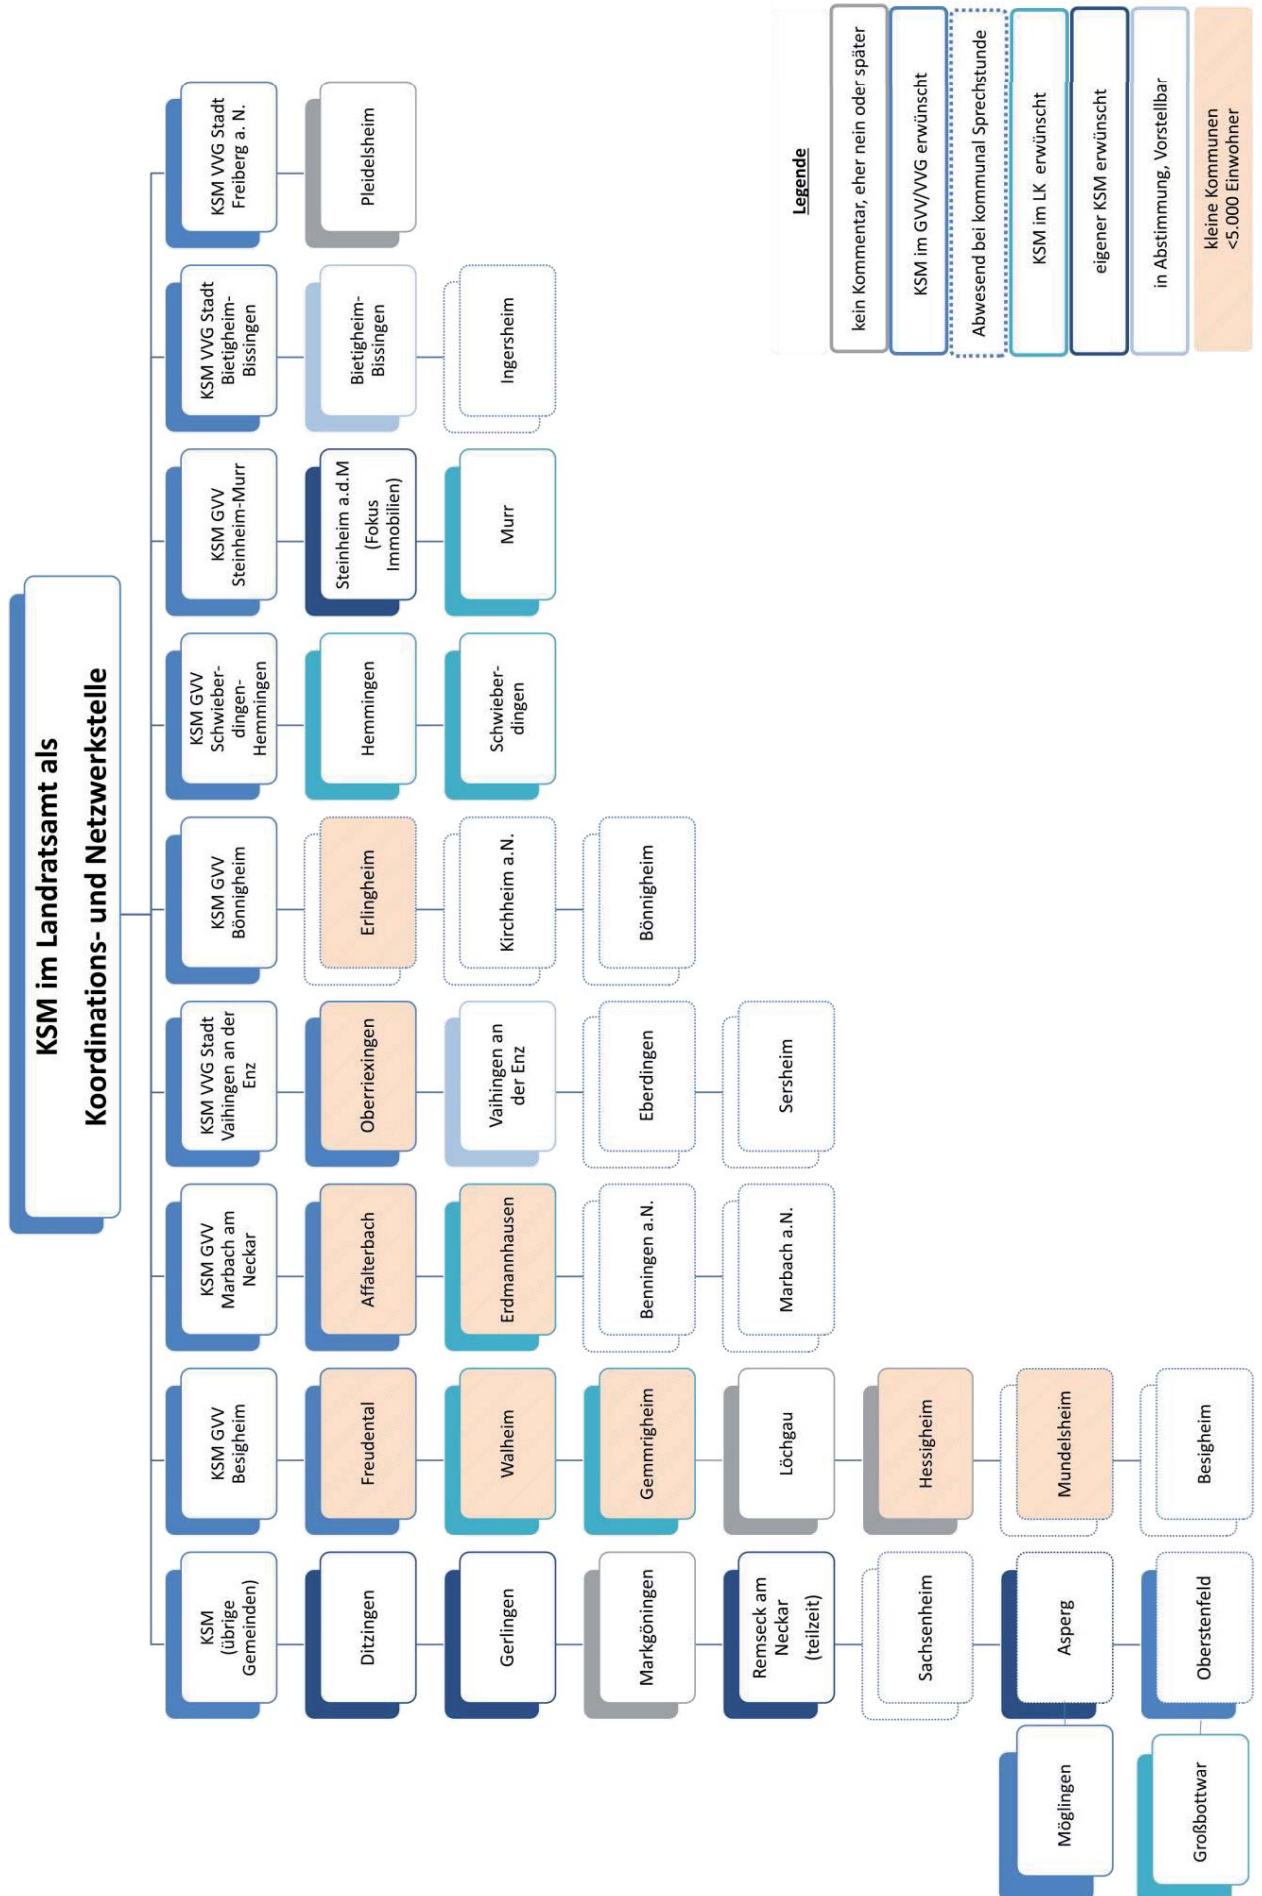 KSM im Landratsamt als
Koordinations- und Netzwerkstelle
KSM
(übrige
Gemeinden)
Ditzingen
Gerlingen
Markgöningen
Remseck am
Neckar
(teilzeit)
Sachsenheim
Asperg
Möglingen
Oberstenfeld
Großbottwar
KSM GVV
Besigheim
Freudental
Walheim
Gemmrigheim
Löchgau
Hessigheim
Mundelsheim
Besigheim
KSM GVV
Marbach am
Neckar
Affalterbach
Erdmannhausen
Benningen a.N.
Marbach a.N.
KSM VVG Stadt
Vaihingen an der
Enz
Oberriexingen
Vaihingen an
der Enz
Eberdingen
Sersheim
KSM GVV
Bönnigheim
Erlingheim
Kirchheim a.N.
Bönnigheim
KSM GVV
Schwieber-
dingen-
Hemmingen
Hemmingen
Schwieber-
dingen
KSM GVV
Steinheim-Murr
Steinheim a.d.M
(Fokus
Immobilien)
Murr
KSM VVG Stadt
Bietigheim-
Bissingen
Bietigheim-
Bissingen
Ingersheim
KSM VVG Stadt
Freiberg a. N.
Pleidelsheim
Legende
kein Kommentar, eher nein oder später
KSM im GVV/VVG erwünscht
Abwesend bei kommunal Sprechstunde
KSM im LK erwünscht
eigener KSM erwünscht
in Abstimmung, Vorstellbar
kleine Kommunen
<5.000 Einwohner